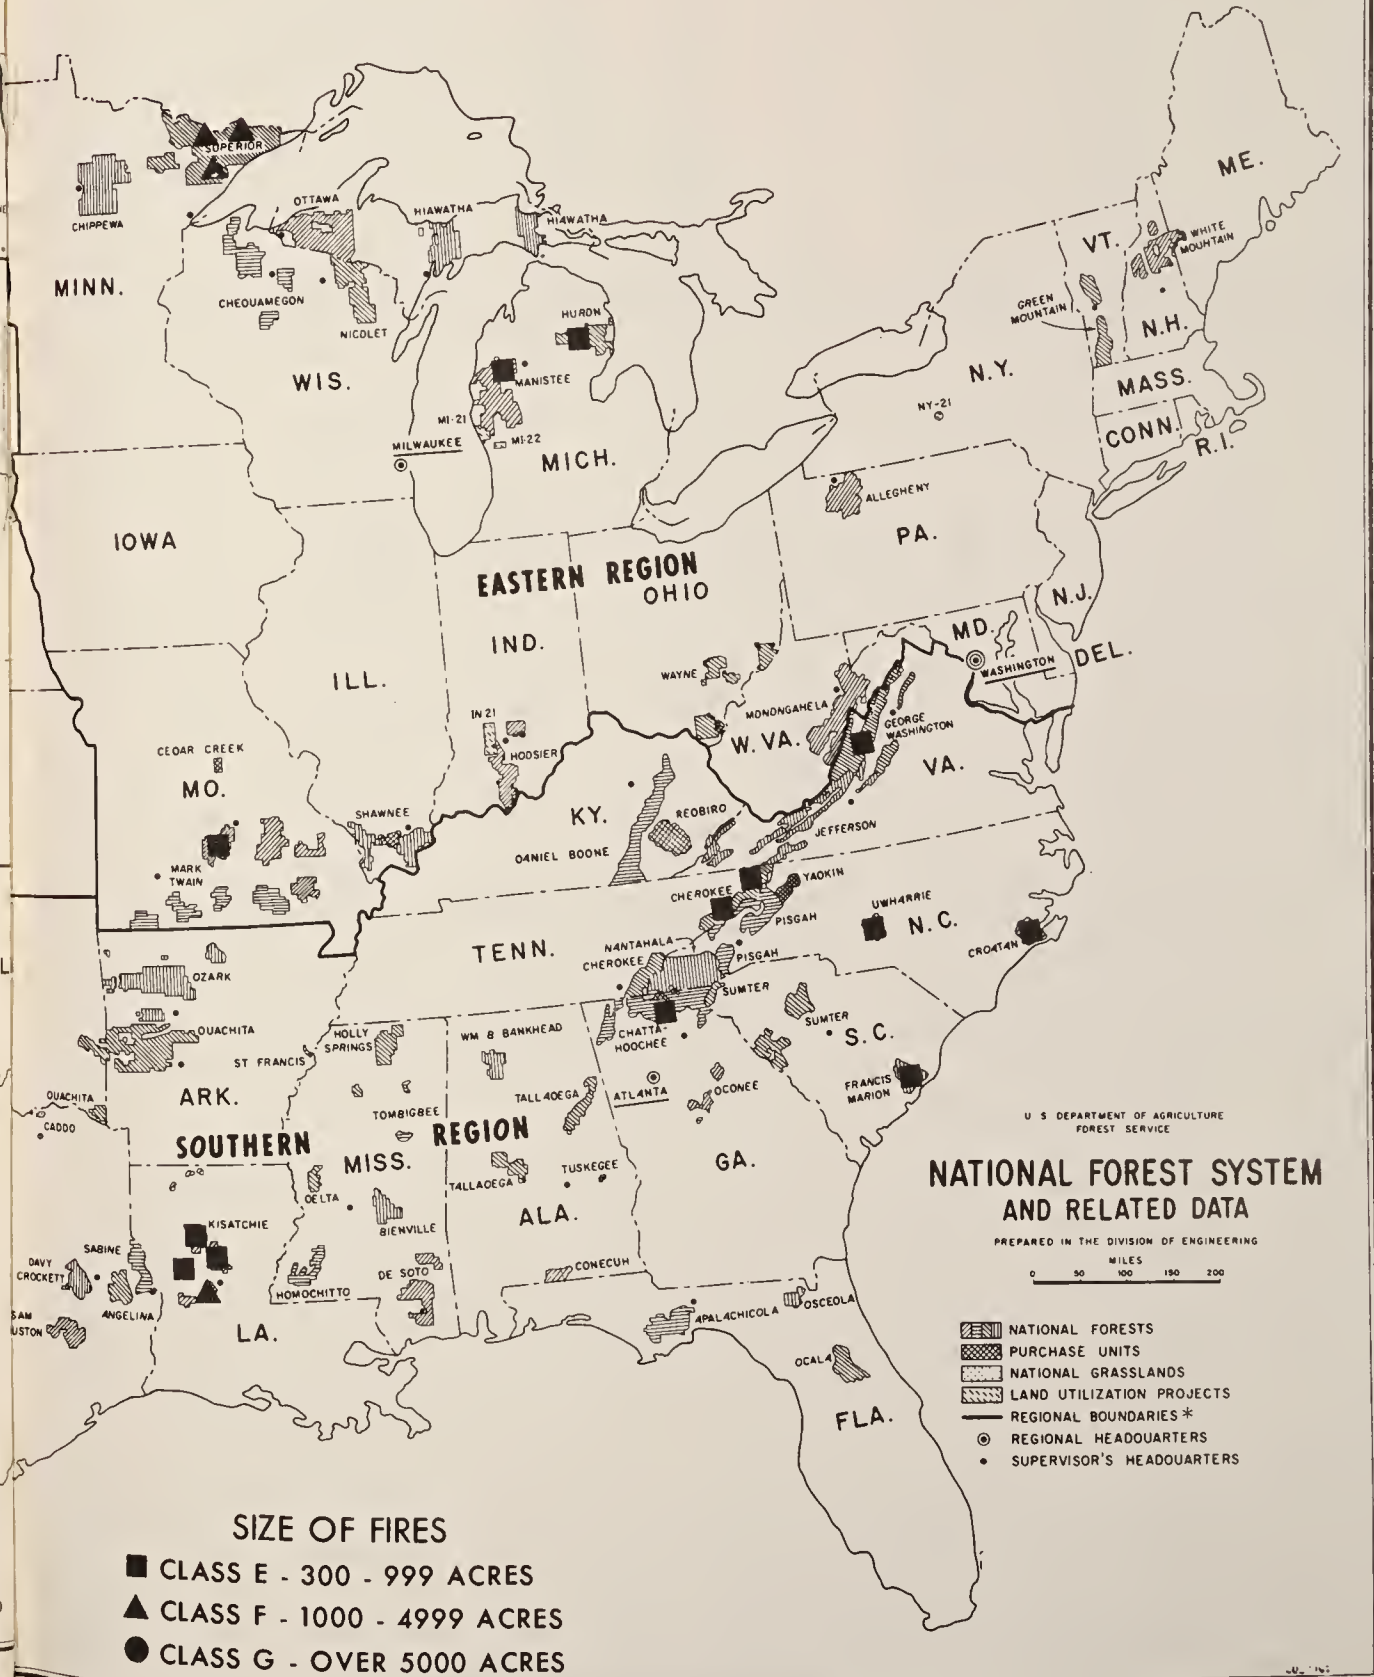 SUPERIOR
CHIPPEWA
MINN.
OTTAWA
HIAWATHA
HIAWATHA
CHEQUAMEGON
NICOLET
WIS.
HURON
MANISTEE
MI-21
MI-22
MILWAUKEE
MICH.
ME.
VT.
WHITE
MOUNTAIN
GREEN
MOUNTAIN
N.H.
N.Y.
MASS.
NY-21
CONN.
R.I.
ALLEGHENY
PA.
IOWA
EASTERN REGION
OHIO
N.J.
MD.
DEL.
WASHINGTON
IND.
ILL.
WAYNE
MONONGAHELA
GEORGE
WASHINGTON
IN 21
HOOSIER
W. VA.
VA.
CEDAR CREEK
MO.
SHAWNEE
KY.
REDBIRD
JEFFERSON
DANIEL BOONE
MARK
TWAIN
CHEROKEE
YADKIN
UWHARRIE
PISGAH
N.C.
CROATAN
TENN.
NANTAHALA
CHEROKEE
PISGAH
SUMTER
OZARK
OUACHITA
HOLLY
SPRINGS
WM B BANKHEAD
CHATTA-
HOOCHEE
SUMTER
S.C.
ST FRANCIS
ATLANTA
OCONEE
FRANCIS
MARION
OUACHITA
CADDO
ARK.
TALLADEGA
TOMBIGBEE
SOUTHERN REGION
MISS.
TALLADEGA
TUSKEGEE
GA.
DELTA
BIENVILLE
ALA.
KISATCHIE
SABINE
DAVY
CROCKETT
DE SOTO
CONECUH
HOMOCHITTO
ANGELINA
SAM
USTON
LA.
APALACHICOLA
OSCEOLA
OCALA
FLA.
U S DEPARTMENT OF AGRICULTURE
FOREST SERVICE
NATIONAL FOREST SYSTEM
AND RELATED DATA
PREPARED IN THE DIVISION OF ENGINEERING
MILES
0 50 100 150 200
NATIONAL FORESTS
PURCHASE UNITS
NATIONAL GRASSLANDS
LAND UTILIZATION PROJECTS
REGIONAL BOUNDARIES *
REGIONAL HEADQUARTERS
SUPERVISOR'S HEADQUARTERS
SIZE OF FIRES
CLASS E - 300 - 999 ACRES
CLASS F - 1000 - 4999 ACRES
CLASS G - OVER 5000 ACRES